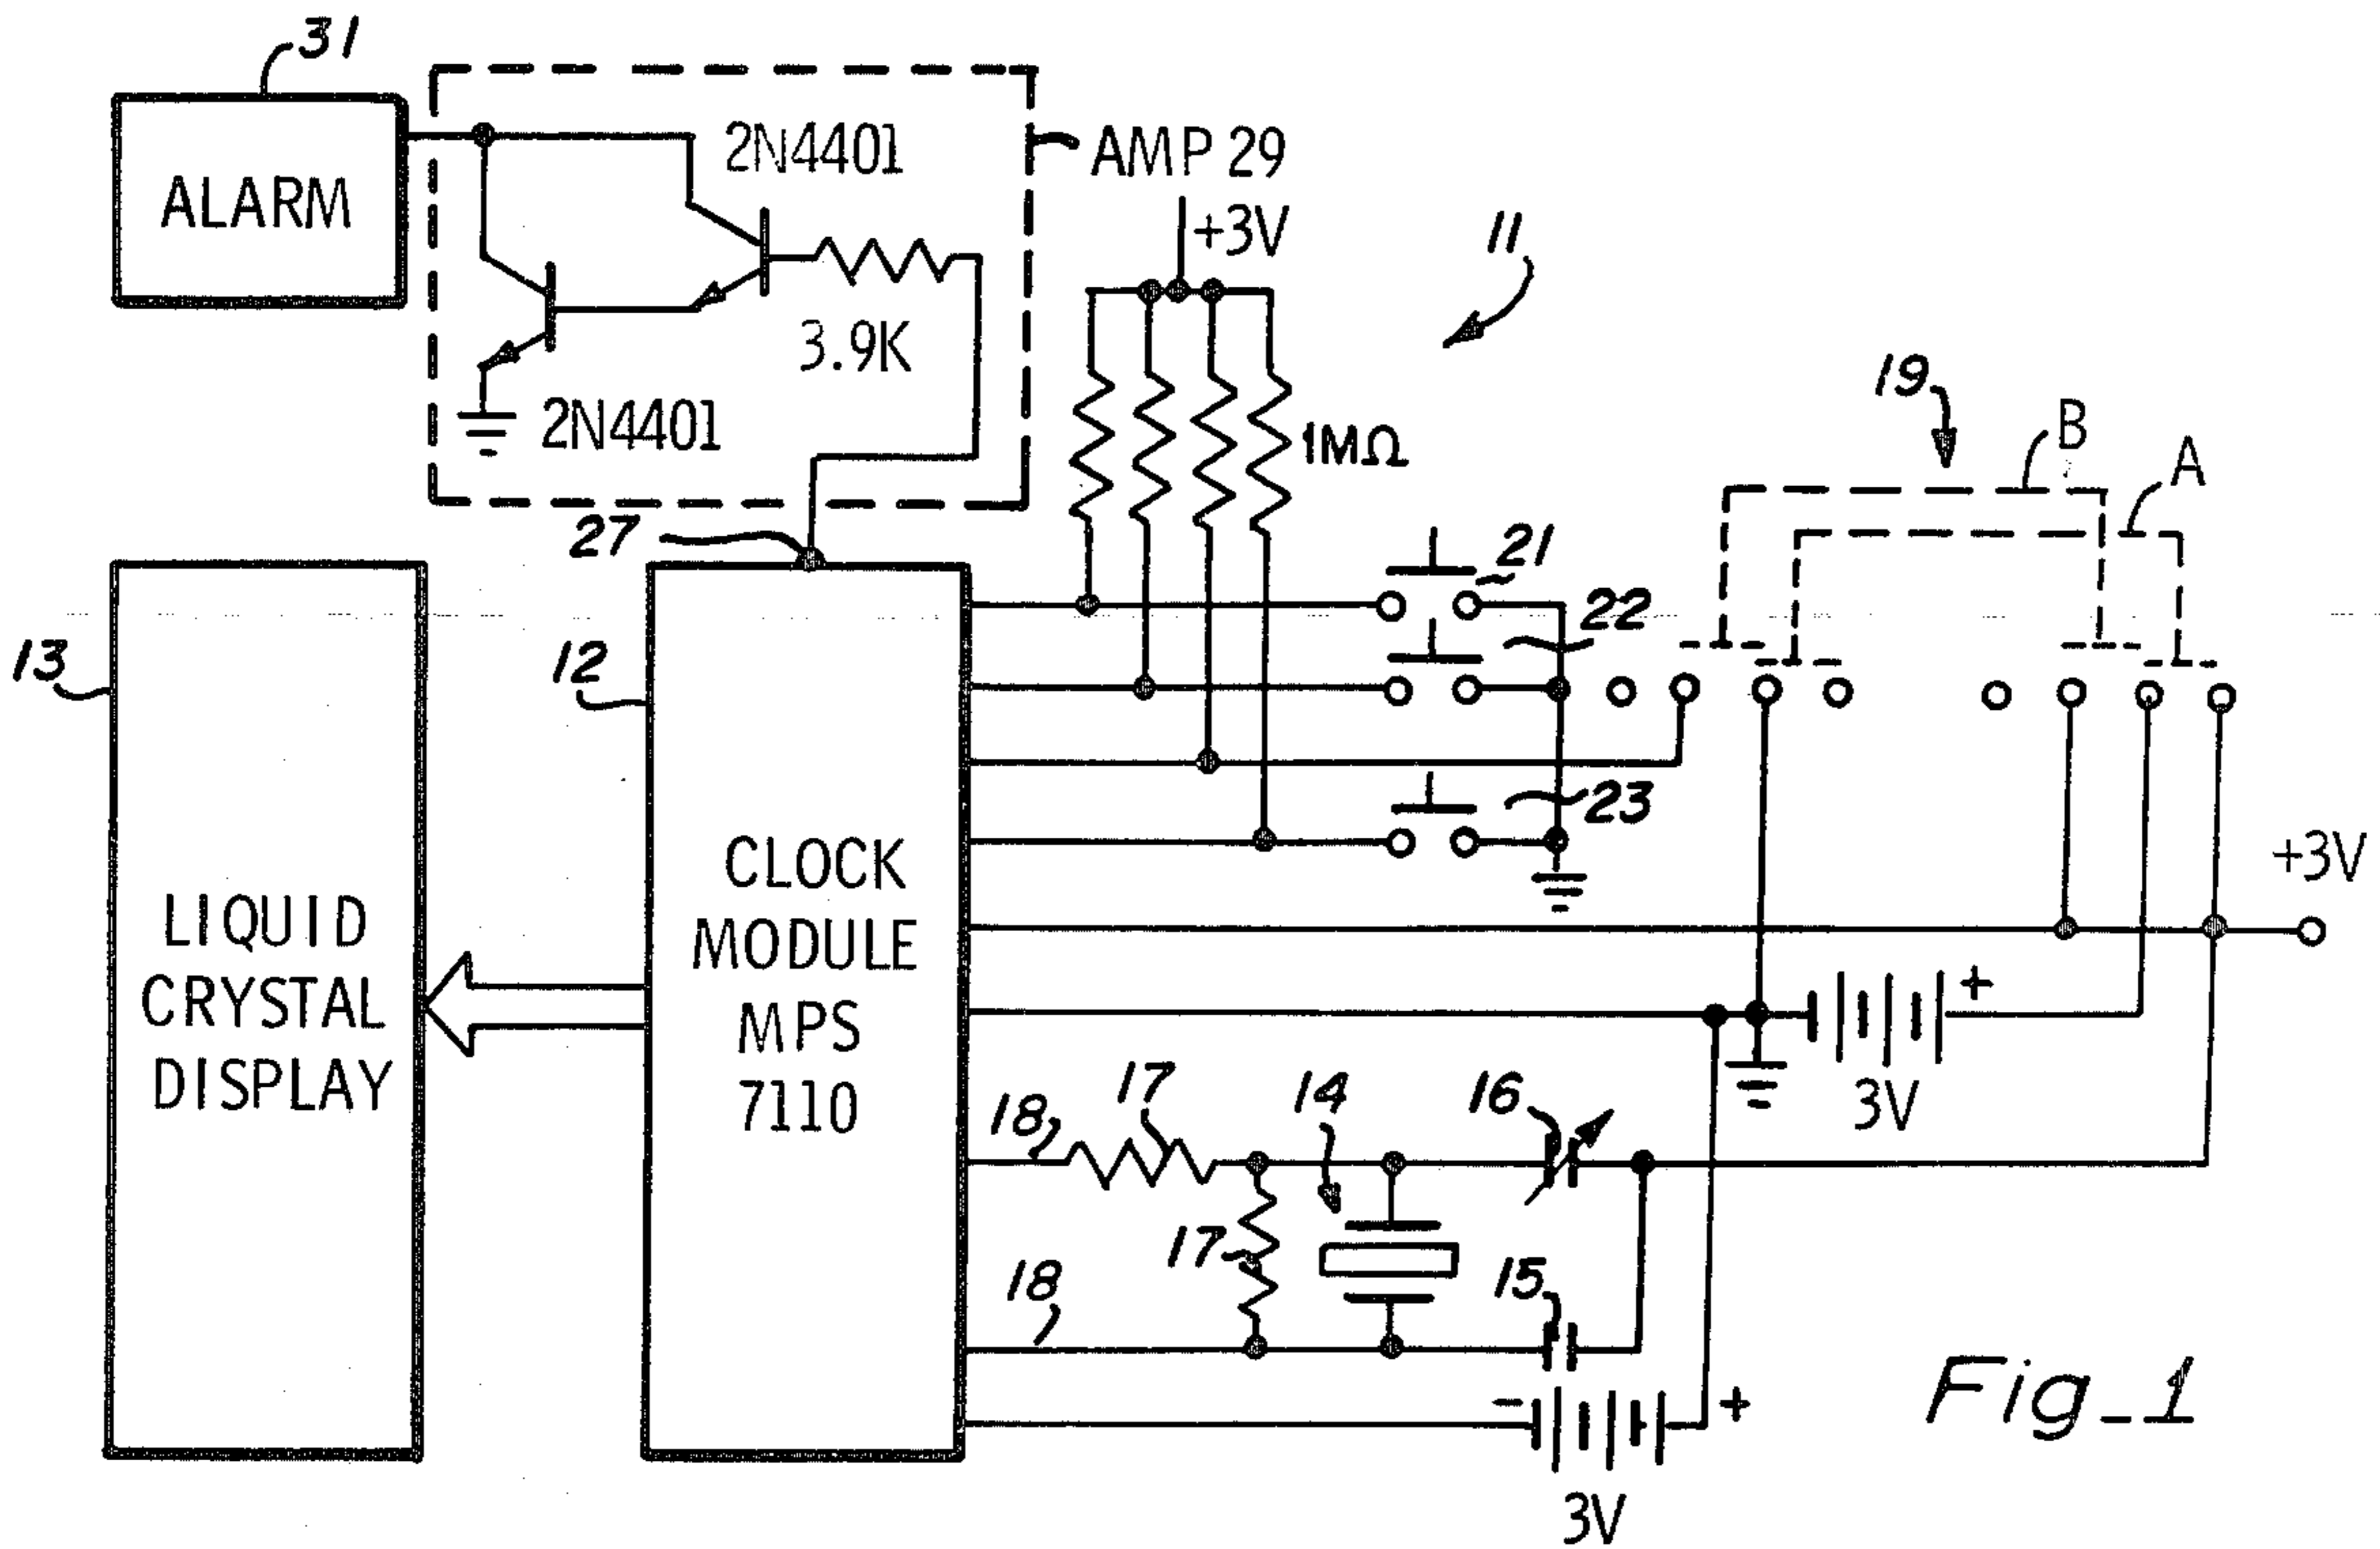 31
ALARM
2N4401
AMP 29
+3V
11
3.9K
2N4401
1MΩ
19
B
A
27
21
22
13
12
23
CLOCK
MODULE
MPS
7110
+3V
LIQUID
CRYSTAL
DISPLAY
+
3V
18
17
14
16
17
18
15
- +
3V
Fig_1